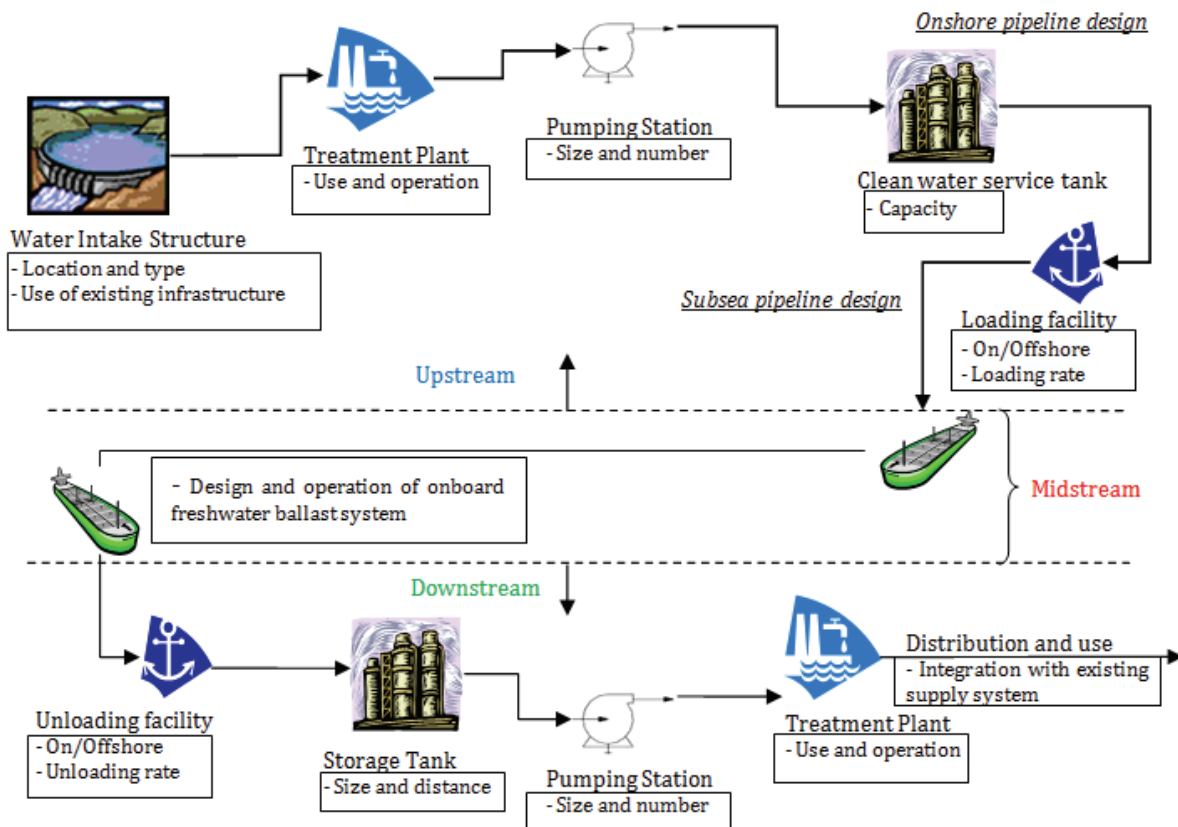 Onshore pipeline design
Treatment Plant
- Use and operation
Pumping Station
- Size and number
Clean water service tank
- Capacity
Water Intake Structure
- Location and type
- Use of existing infrastructure
Subsea pipeline design
Loading facility
- On/Offshore
- Loading rate
Upstream
- Design and operation of onboard
freshwater ballast system
Midstream
Downstream
Unloading facility
- On/Offshore
- Unloading rate
Storage Tank
- Size and distance
Pumping Station
- Size and number
Treatment Plant
- Use and operation
Distribution and use
- Integration with existing
supply system